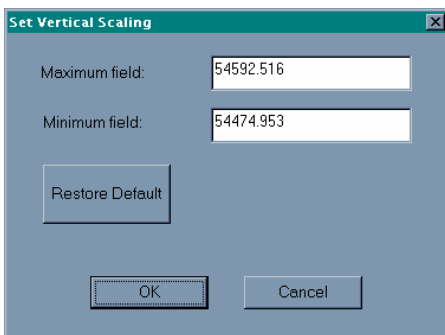 Set Vertical Scaling
Maximum field: 54592.516
Minimum field: 54474.953
Restore Default
OK Cancel